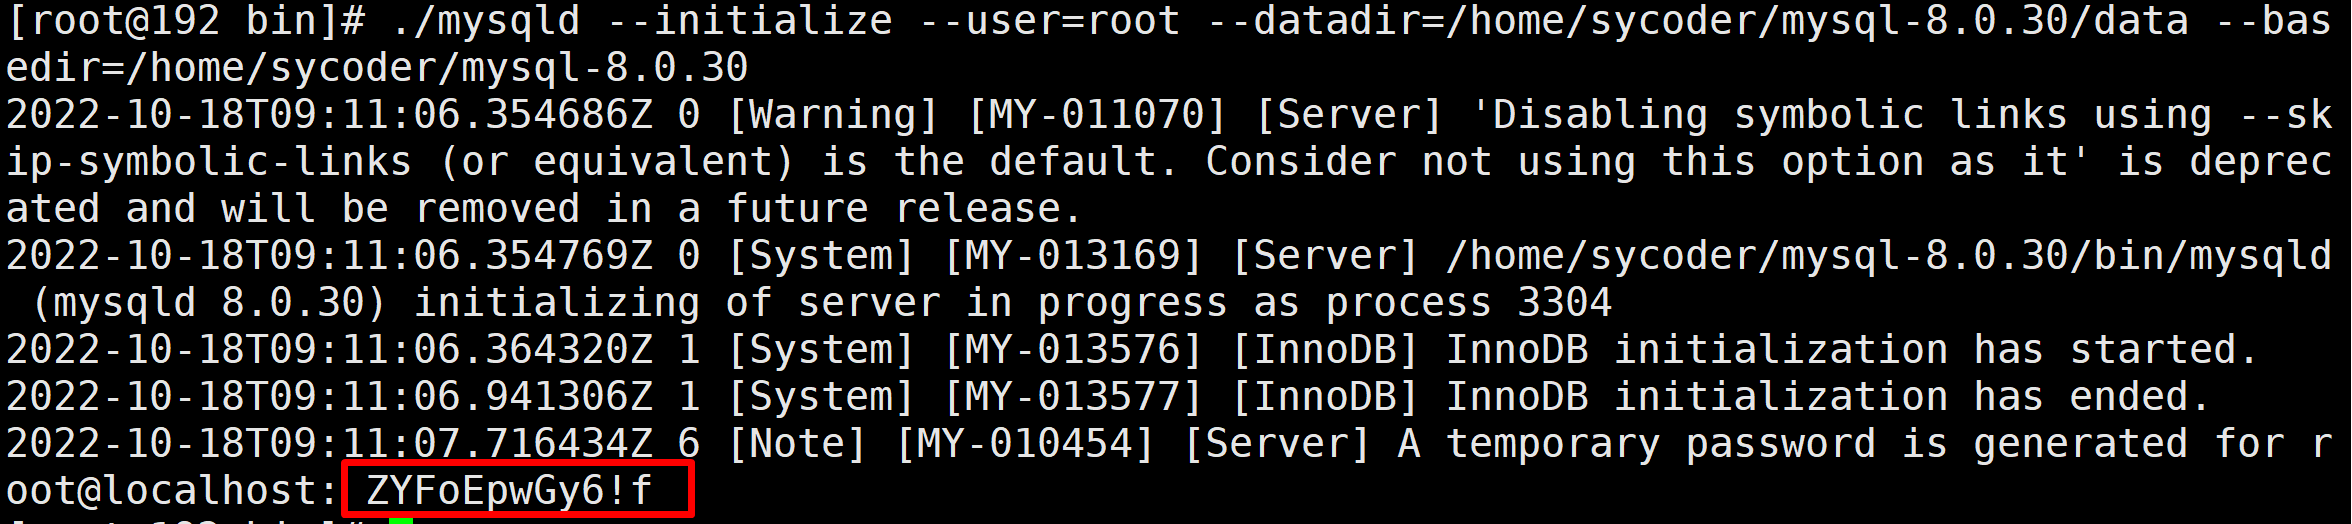 [root@192 bin]# ./mysqld --initialize --user=root --datadir=/home/sycoder/mysql-8.0.30/data --bas
edir=/home/sycoder/mysql-8.0.30
2022-10-18T09:11:06.354686Z 0 [Warning] [MY-011070] [Server] 'Disabling symbolic links using --sk
ip-symbolic-links (or equivalent) is the default. Consider not using this option as it' is deprec
ated and will be removed in a future release.
2022-10-18T09:11:06.354769Z 0 [System] [MY-013169] [Server] /home/sycoder/mysql-8.0.30/bin/mysqld
 (mysqld 8.0.30) initializing of server in progress as process 3304
2022-10-18T09:11:06.364320Z 1 [System] [MY-013576] [InnoDB] InnoDB initialization has started.
2022-10-18T09:11:06.941306Z 1 [System] [MY-013577] [InnoDB] InnoDB initialization has ended.
2022-10-18T09:11:07.716434Z 6 [Note] [MY-010454] [Server] A temporary password is generated for r
oot@localhost: ZYFoEpwGy6!f